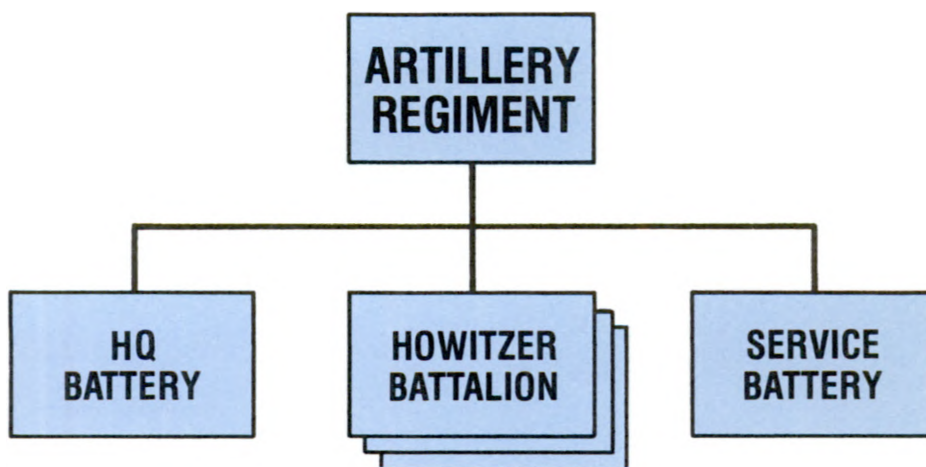 ARTILLERY
REGIMENT
HQ
BATTERY
HOWITZER
BATTALION
SERVICE
BATTERY